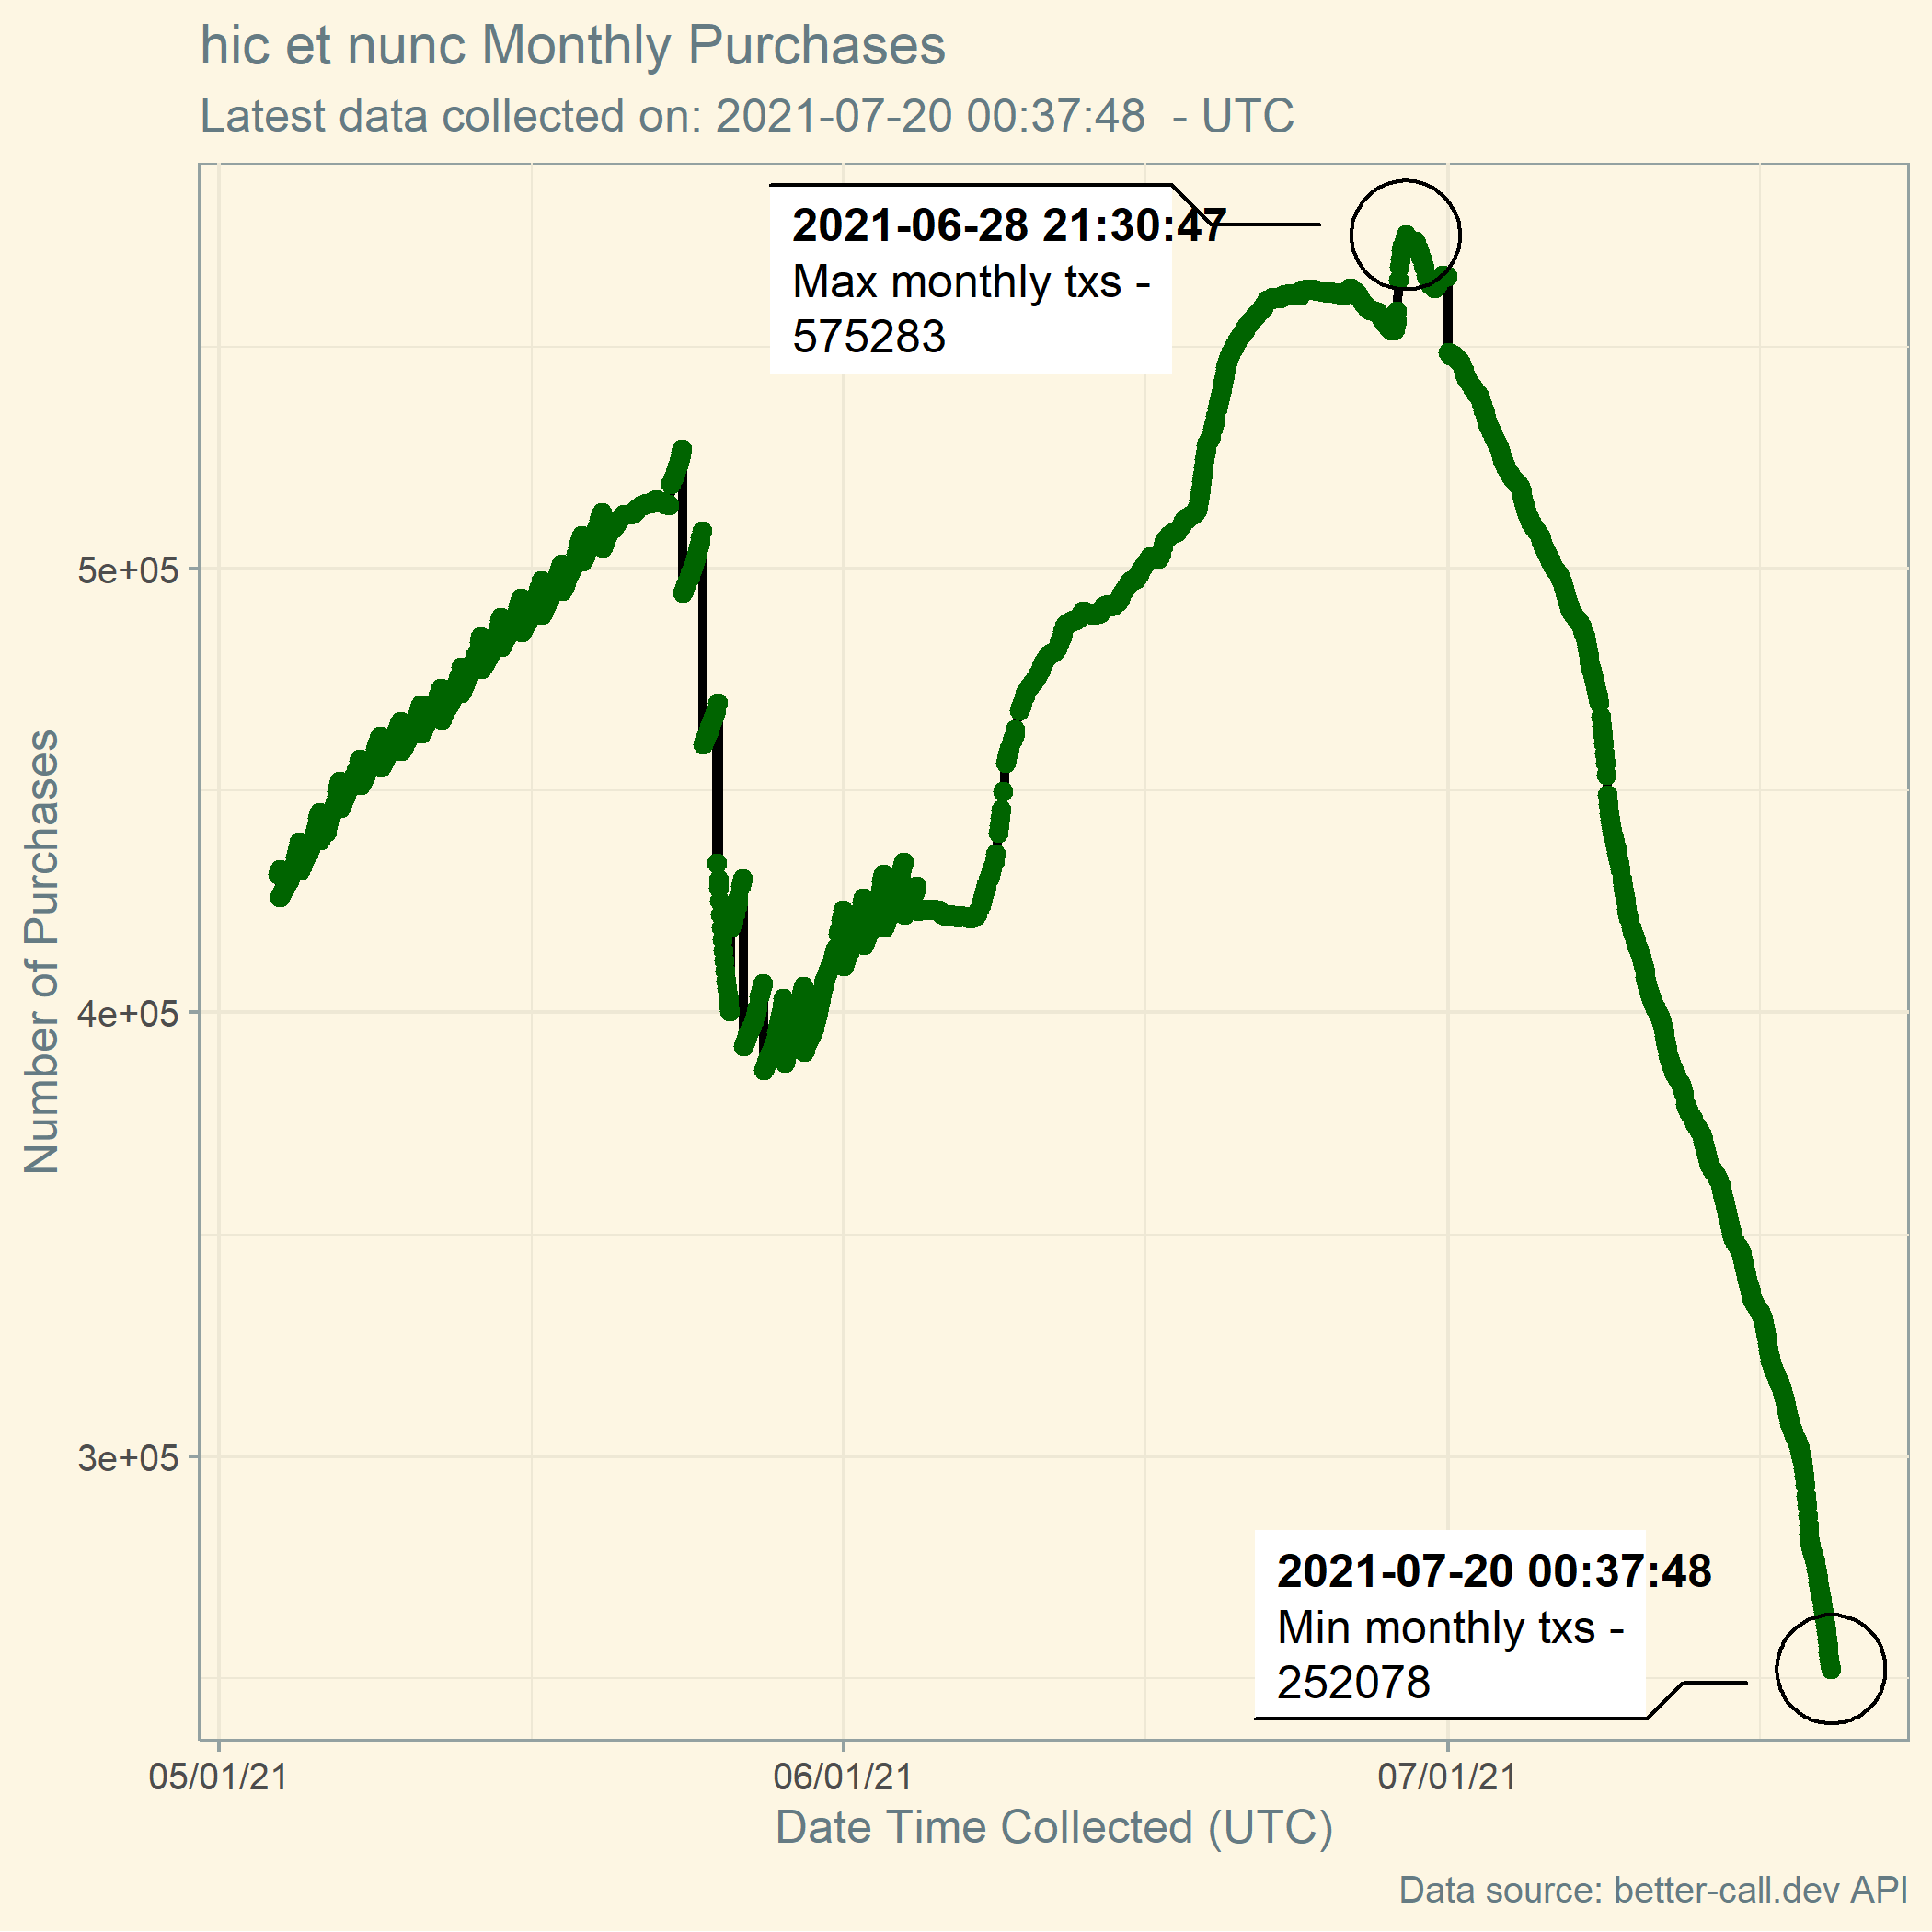 hic et nunc Monthly Purchases
Latest data collected on: 2021-07-20 00:37:48  - UTC
2021-06-28 21:30:47
Max monthly txs -
575283
5e+05
4e+05
3e+05
Number of Purchases
2021-07-20 00:37:48
Min monthly txs -
252078
05/01/21
06/01/21
07/01/21
Date Time Collected (UTC)
Data source: better-call.dev API